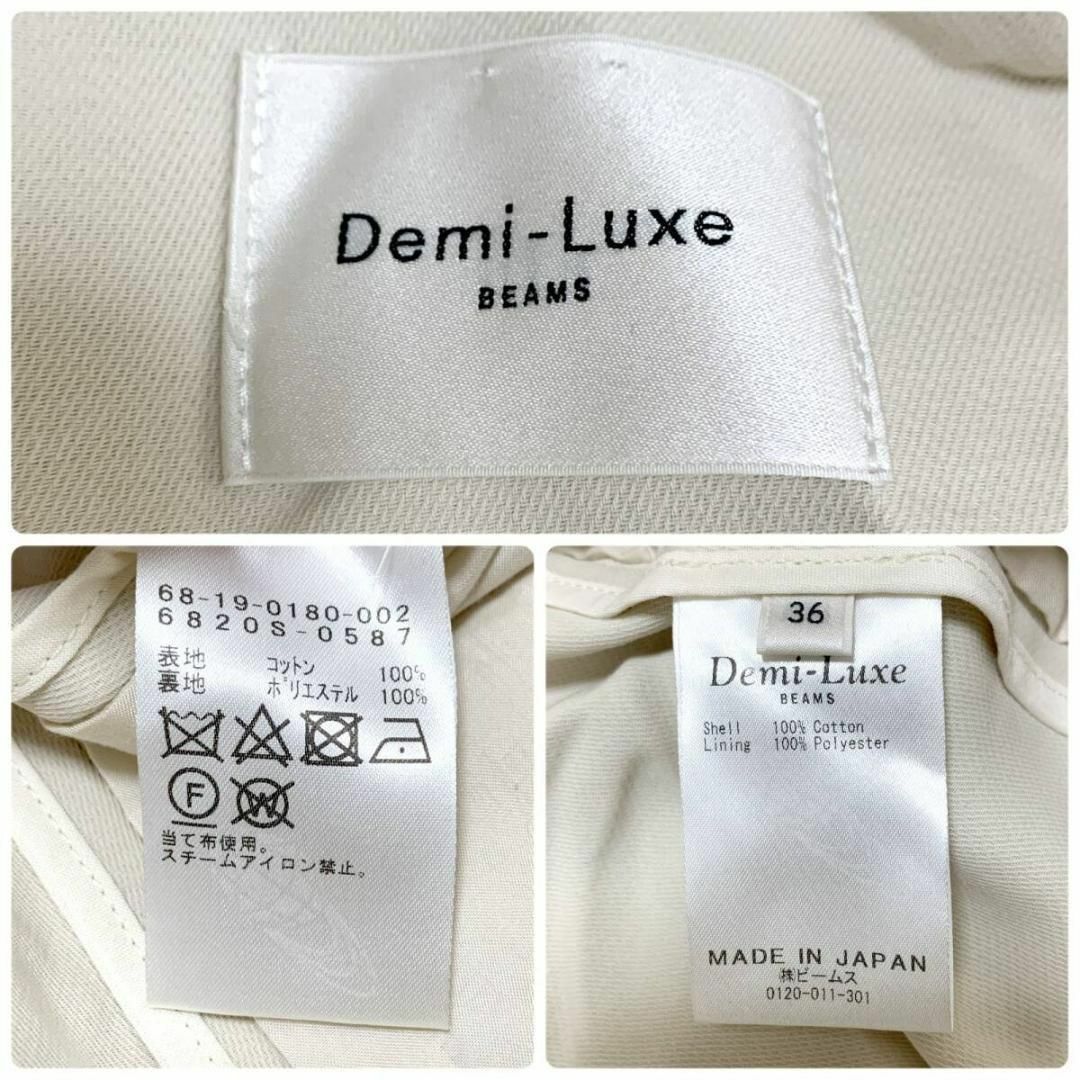 Demi-Luxe
BEAMS
68-19-0180-002
6820S-0587
表地 コットン 100%
裏地 ポリエステル 100%
F
W
当て布使用。
スチームアイロン禁止。
36
Demi-Luxe
BEAMS
Shell 100% Cotton
Lining 100% Polyester
MADE IN JAPAN
㈱ビームス
0120-011-301